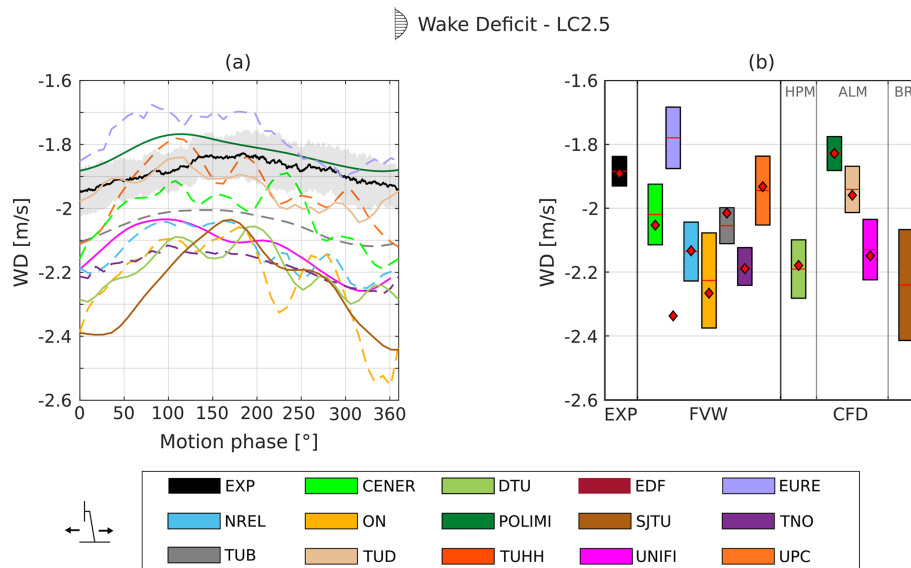 Wake Deficit - LC2.5
(a)
(b)
-1.6
-1.8
-2
-2.2
-2.4
-2.6
WD [m/s]
0 50 100 150 200 250 300 360
Motion phase [°]
-1.6
-1.8
-2
-2.2
-2.4
-2.6
WD [m/s]
HPM ALM BR
EXP FVW CFD
EXP CENER DTU EDF EURE
NREL ON POLIMI SJTU TNO
TUB TUD TUHH UNIFI UPC